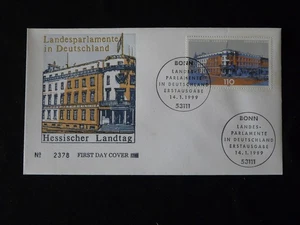 Landesparlamente
in Deutschland
Hessischer Landtag
No 2378 FIRST DAY COVER
110
BONN
LANDES-
PARLAMENTE
IN DEUTSCHLAND
ERSTAUSGABE
14.1.1999
53111
BONN
LANDES-
PARLAMENTE
IN DEUTSCHLAND
ERSTAUSGABE
14.1.1999
53111